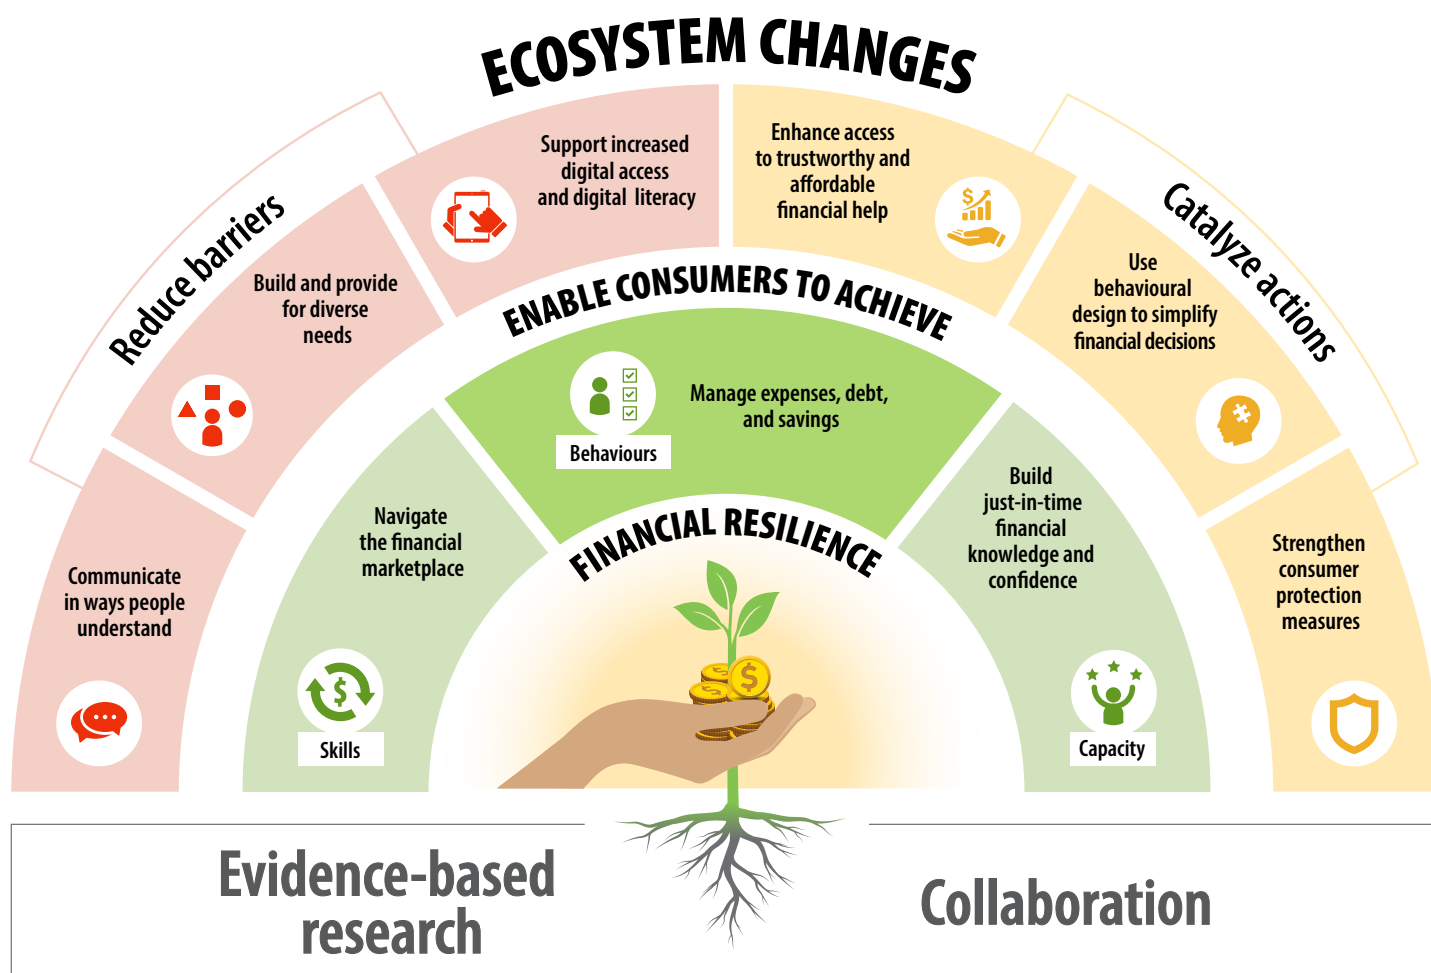 ECOSYSTEM CHANGES
Reduce barriers
Communicate
in ways people
understand
Build and provide
for diverse
needs
Support increased
digital access
and digital literacy
Catalyze actions
Enhance access
to trustworthy and
affordable
financial help
Use
behavioural
design to simplify
financial decisions
Strengthen
consumer
protection
measures
ENABLE CONSUMERS TO ACHIEVE
Navigate
the financial
marketplace
$
Skills
Manage expenses, debt,
and savings
Behaviours
Build
just-in-time
financial
knowledge and
confidence
Capacity
FINANCIAL RESILIENCE
Evidence-based
research
Collaboration